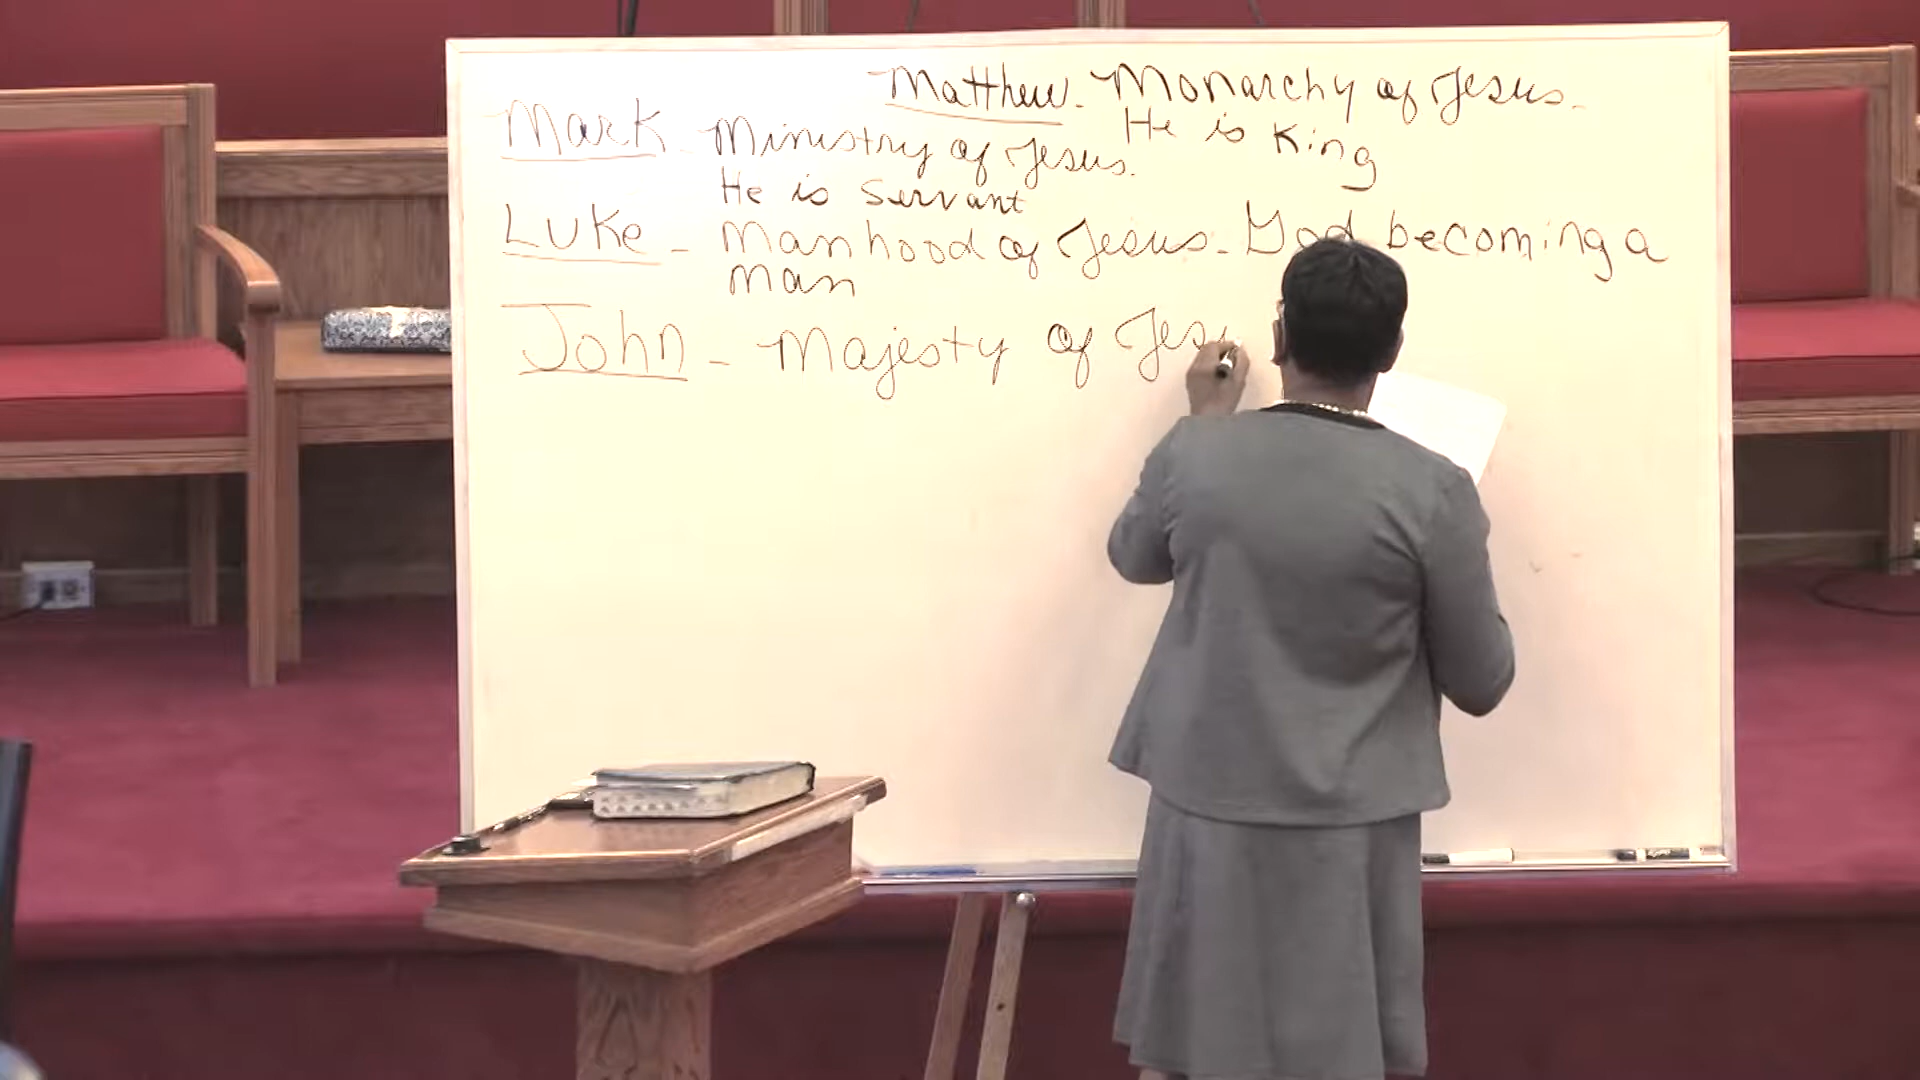 Matthew - Monarchy of Jesus.
He is King
Mark - Ministry of Jesus.
He is Servant
Luke - Manhood of Jesus - God becoming a
man
John - Majesty of Jesu